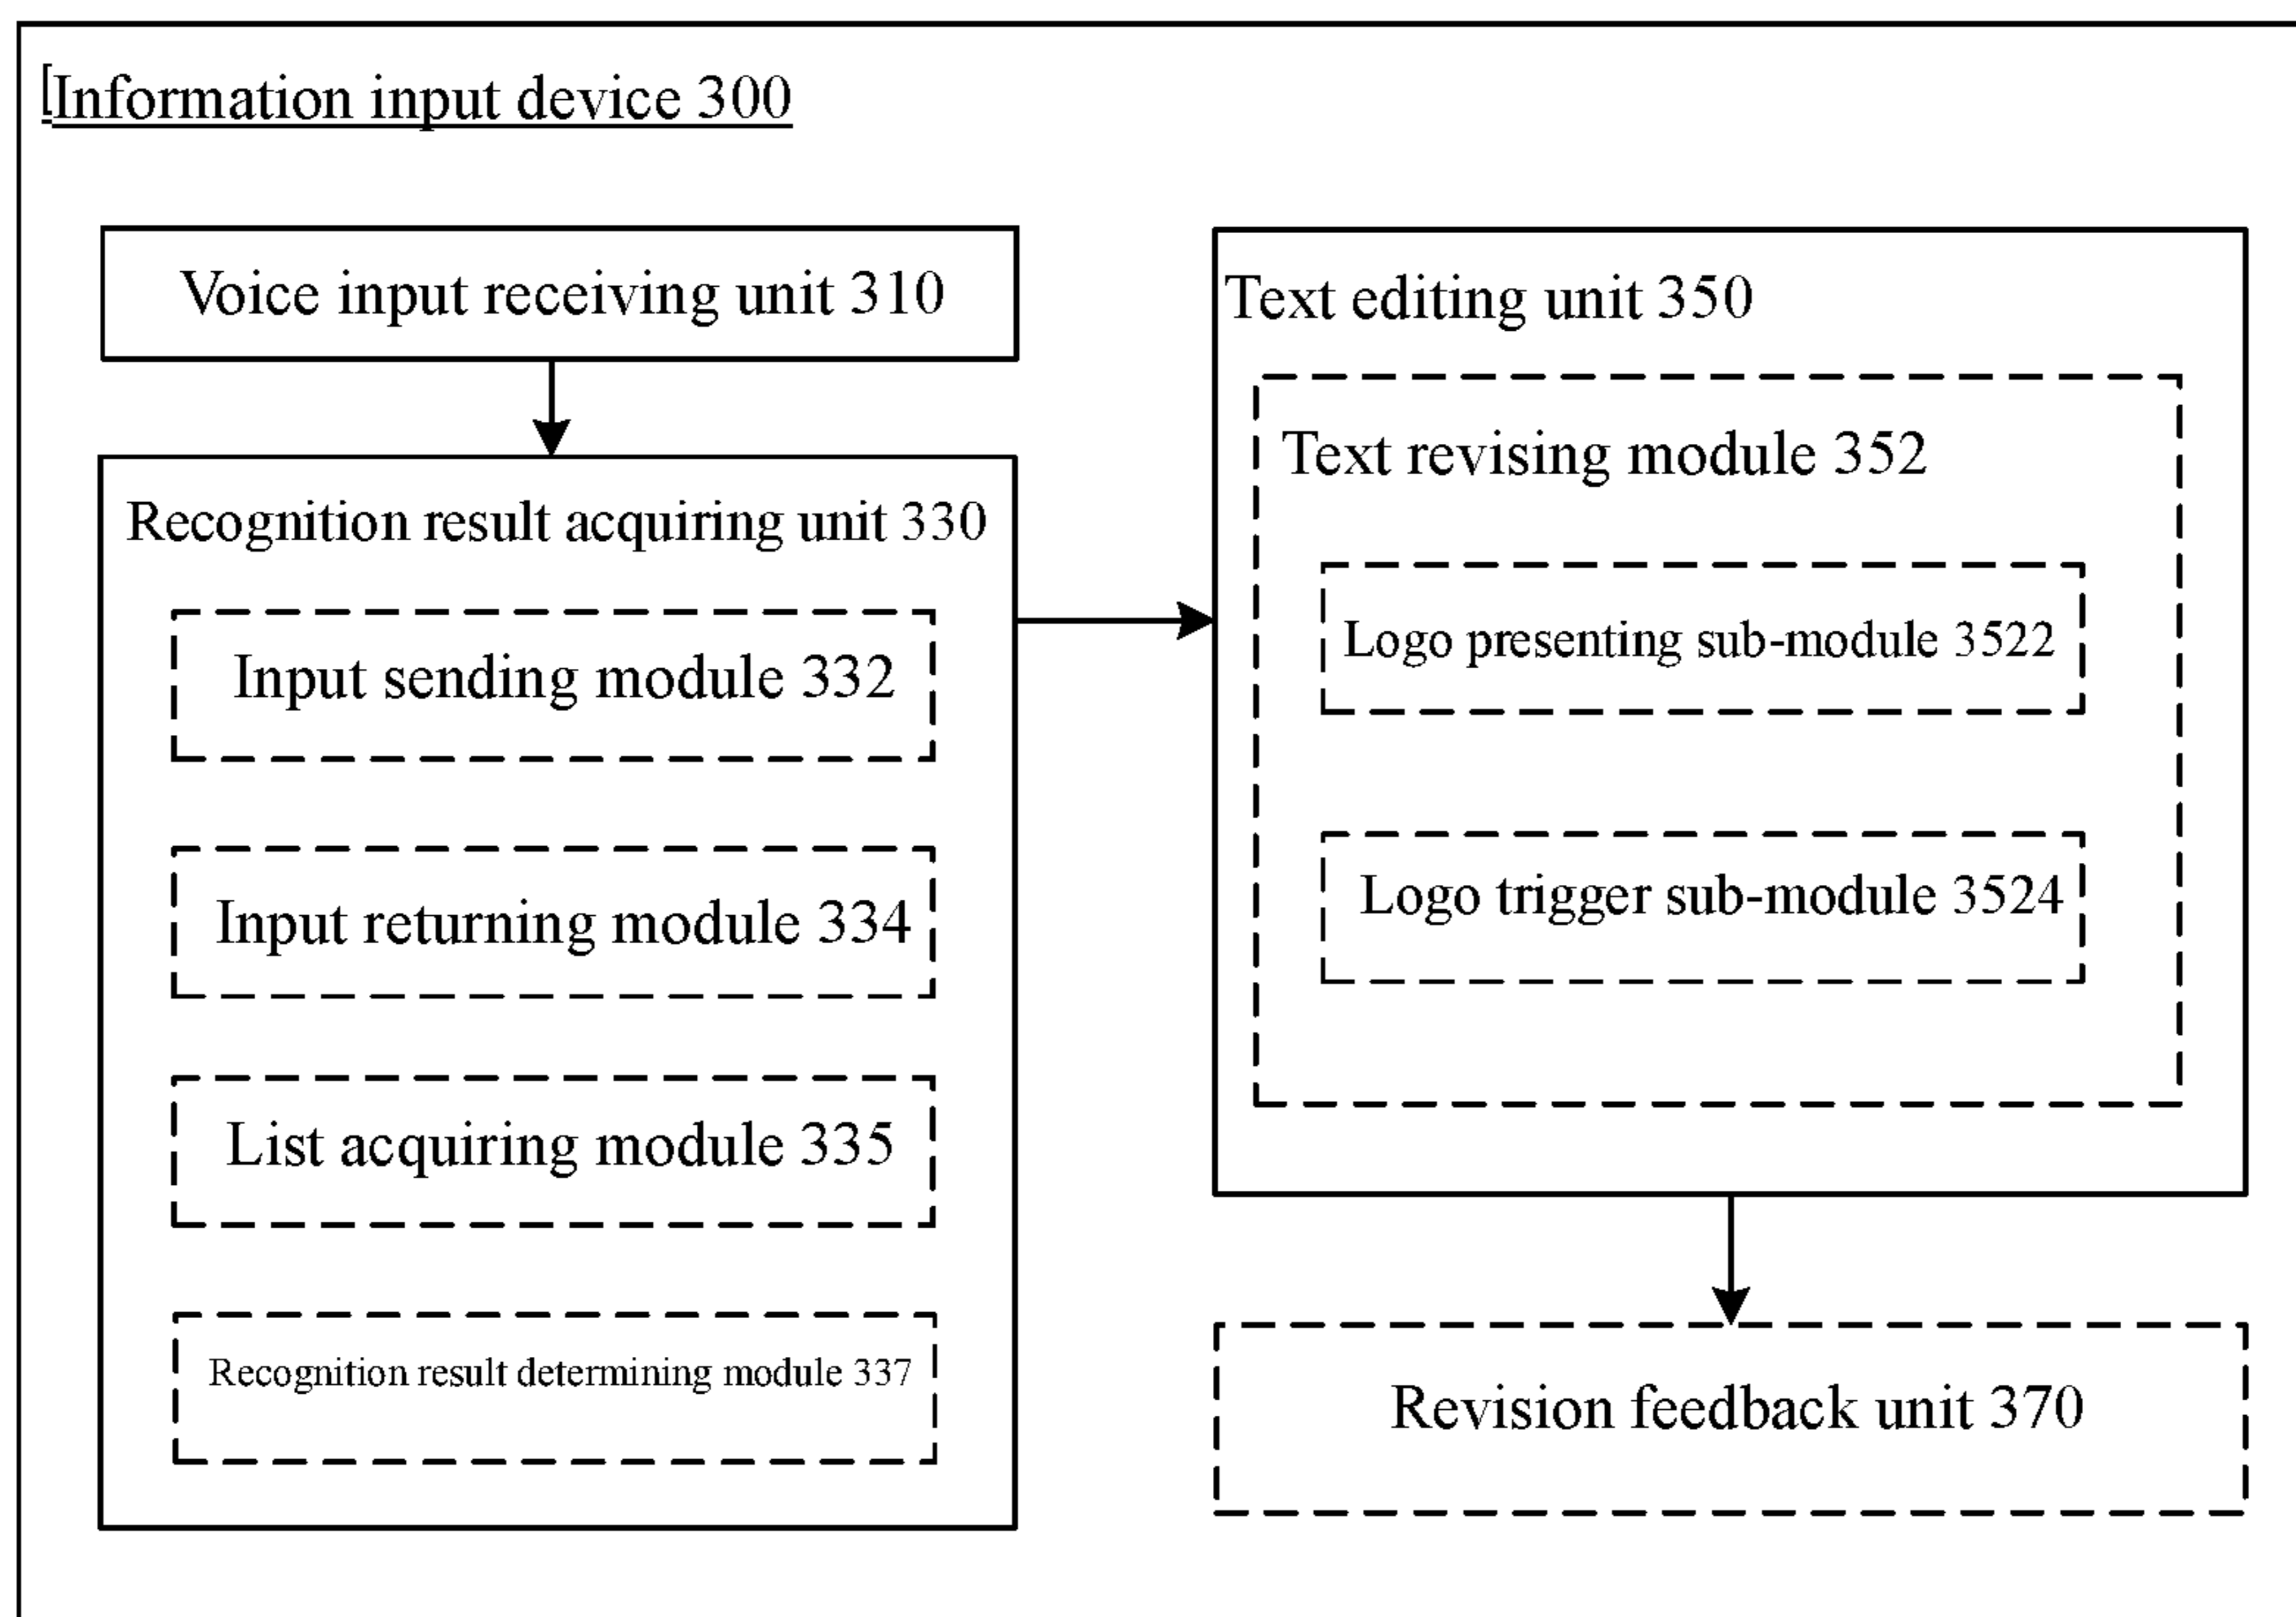 Information input device 300
Voice input receiving unit 310
Recognition result acquiring unit 330
Input sending module 332
Input returning module 334
List acquiring module 335
Recognition result determining module 337
Text editing unit 350
Text revising module 352
Logo presenting sub-module 3522
Logo trigger sub-module 3524
Revision feedback unit 370